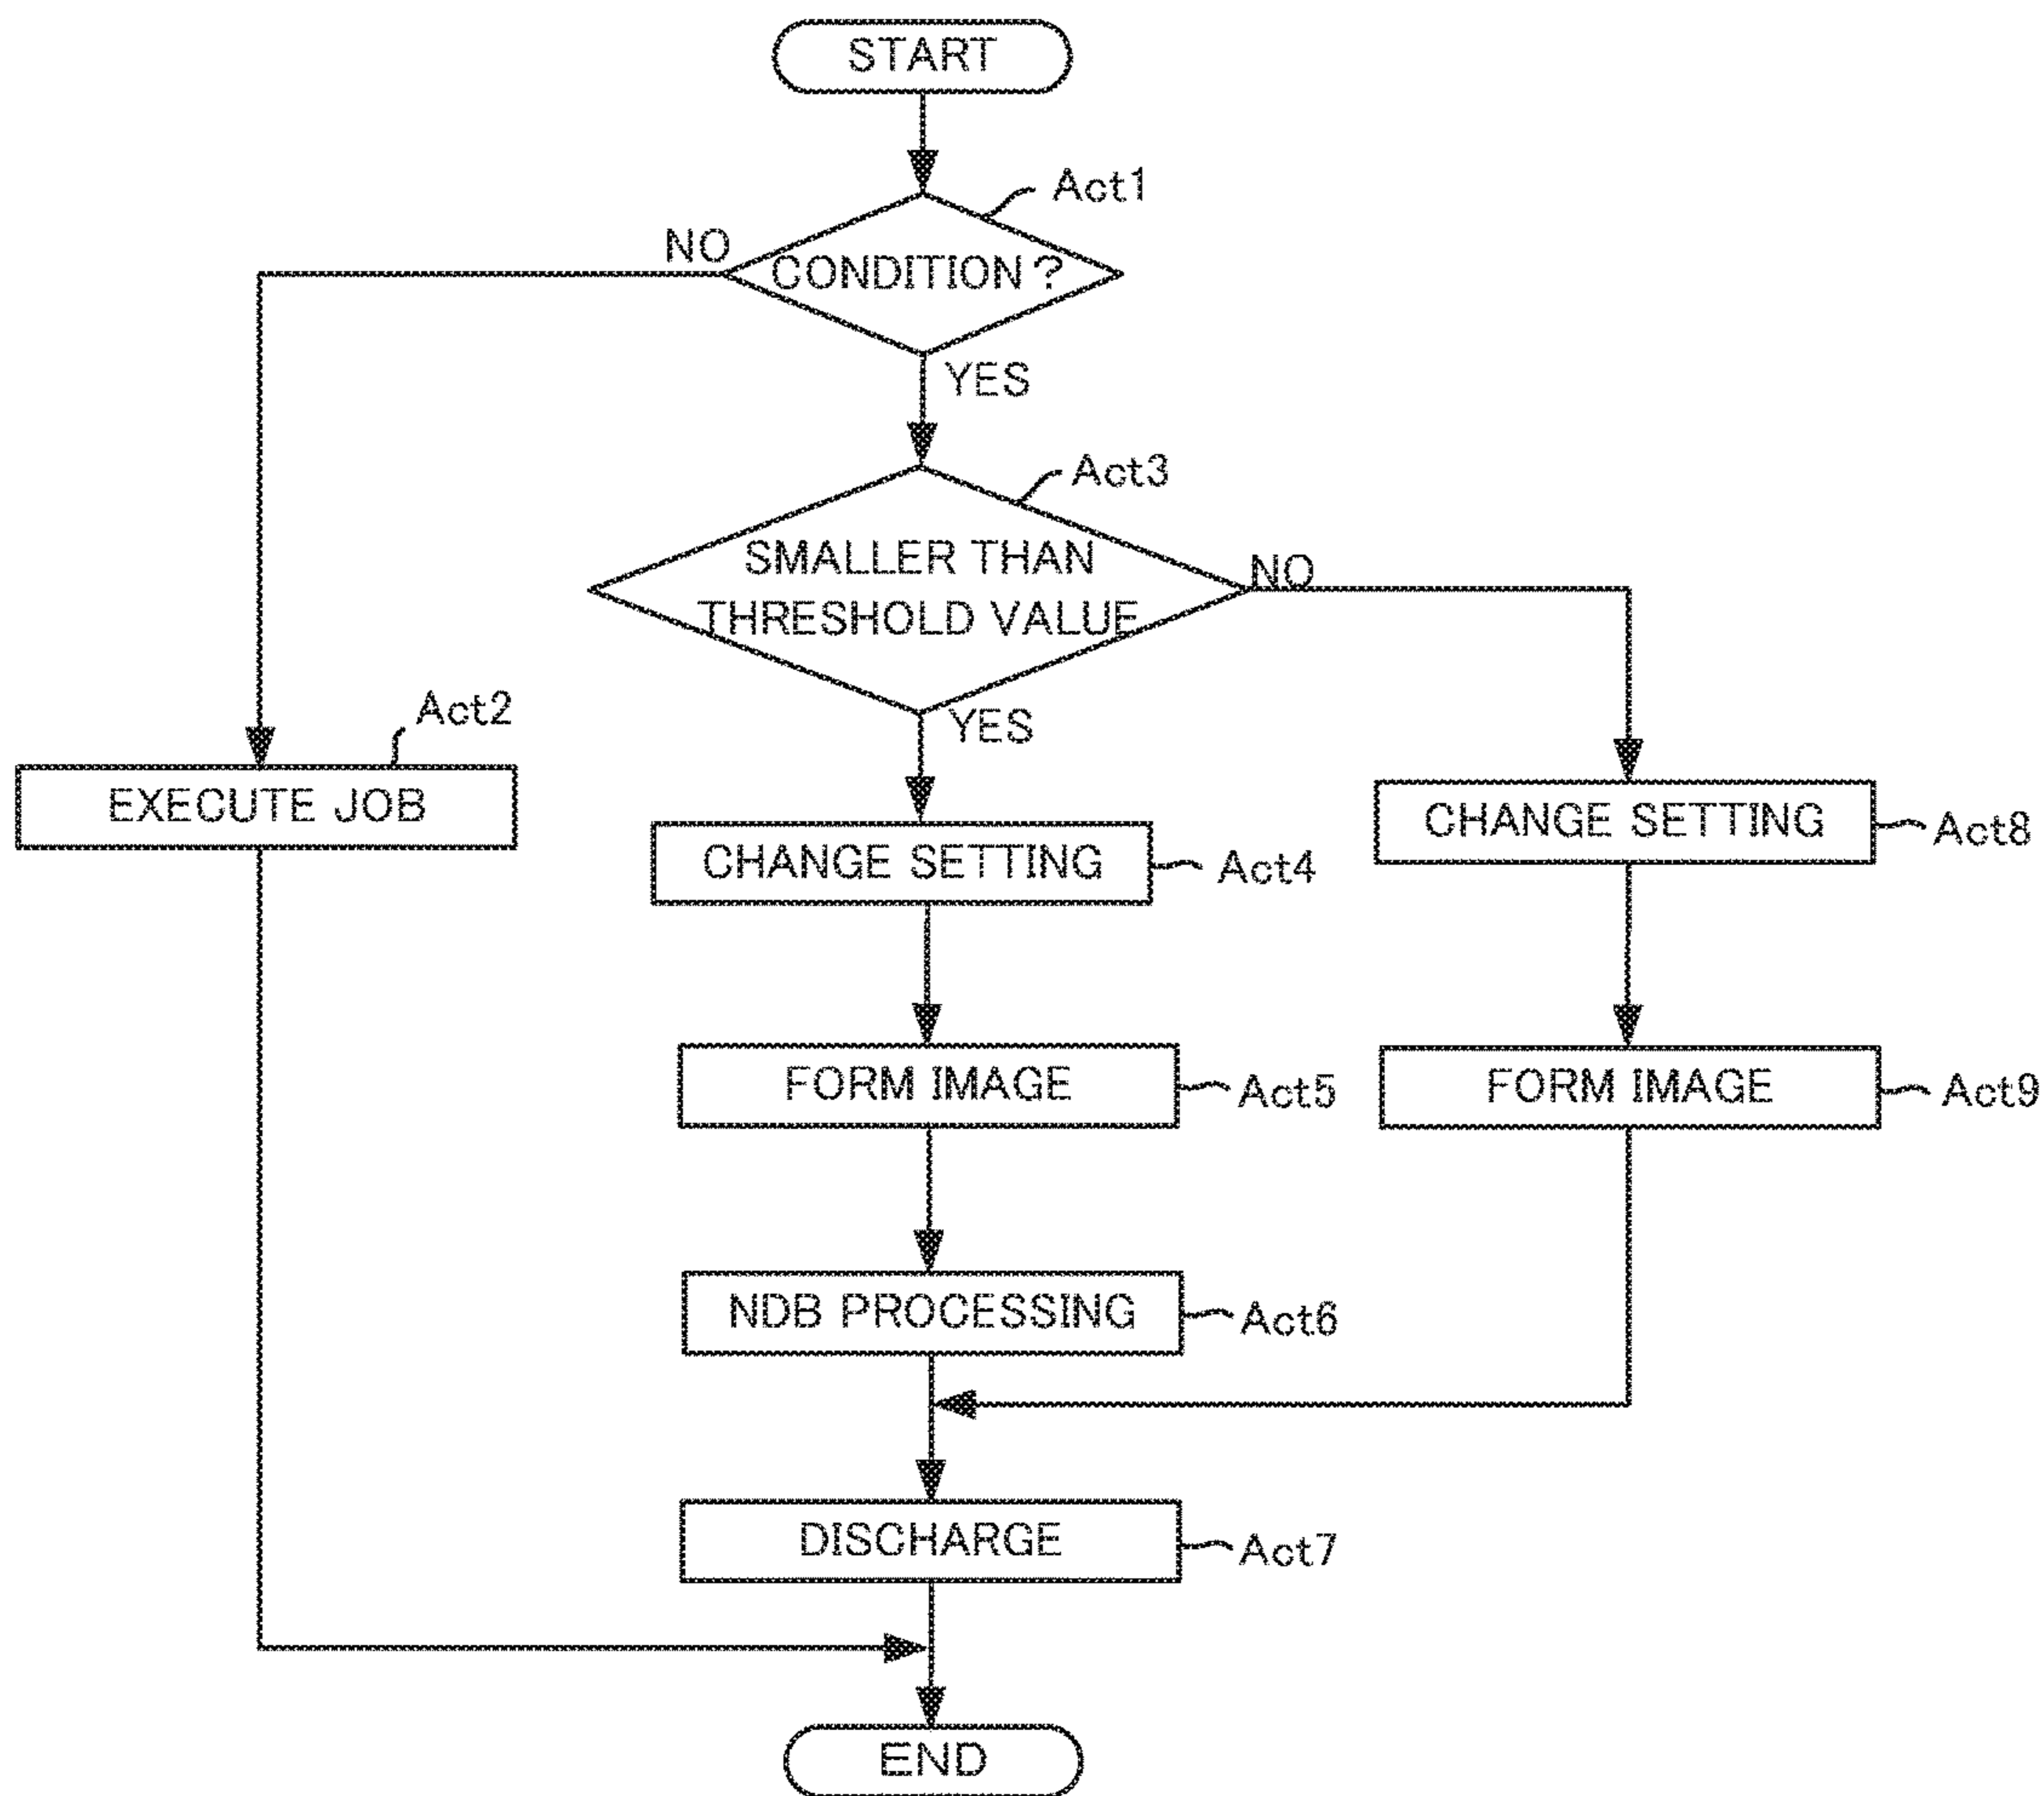 START
Act1
NO
CONDITION?
YES
Act3
SMALLER THAN
THRESHOLD VALUE
NO
YES
Act2
EXECUTE JOB
CHANGE SETTING
Act4
CHANGE SETTING
Act8
FORM IMAGE
Act5
FORM IMAGE
Act9
NDB PROCESSING
Act6
DISCHARGE
Act7
END